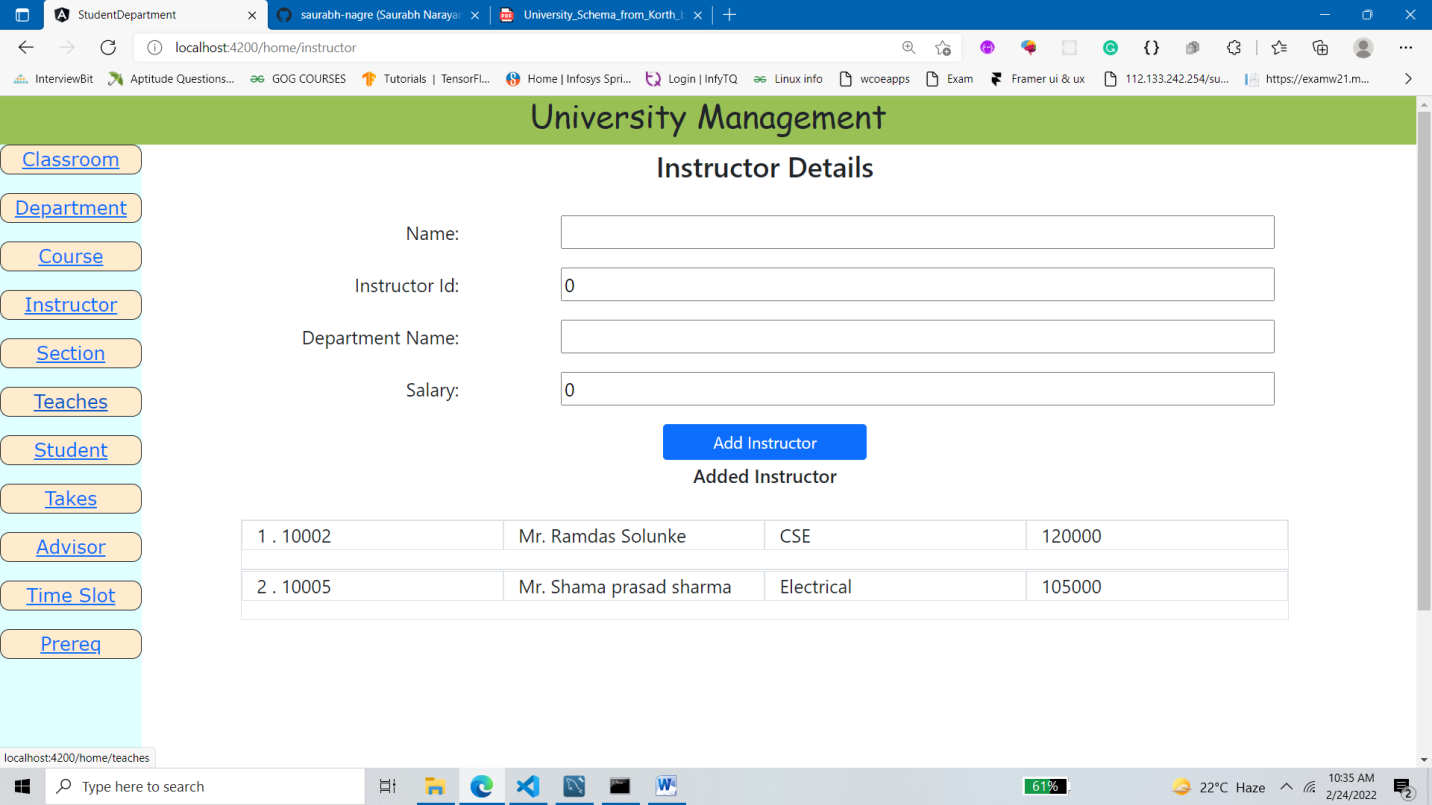 StudentDepartment
saurabh-nagre (Saurabh Narayan
University_Schema_from_Korth_
localhost:4200/home/instructor
InterviewBit
Aptitude Questions...
GOG COURSES
Tutorials | TensorFl...
Home | Infosys Spri...
Login | InfyTQ
Linux info
wcoeapps
Exam
Framer ui & ux
112.133.242.254/su...
https://examw21.m...
University Management
Classroom
Department
Course
Instructor
Section
Teaches
Student
Takes
Advisor
Time Slot
Prereq
Instructor Details
Name:
Instructor Id: 0
Department Name:
Salary: 0
Add Instructor
Added Instructor
1 . 10002 Mr. Ramdas Solunke CSE 120000
2 . 10005 Mr. Shama prasad sharma Electrical 105000
localhost:4200/home/teaches
Type here to search
61%
22°C Haze
10:35 AM
2/24/2022
2